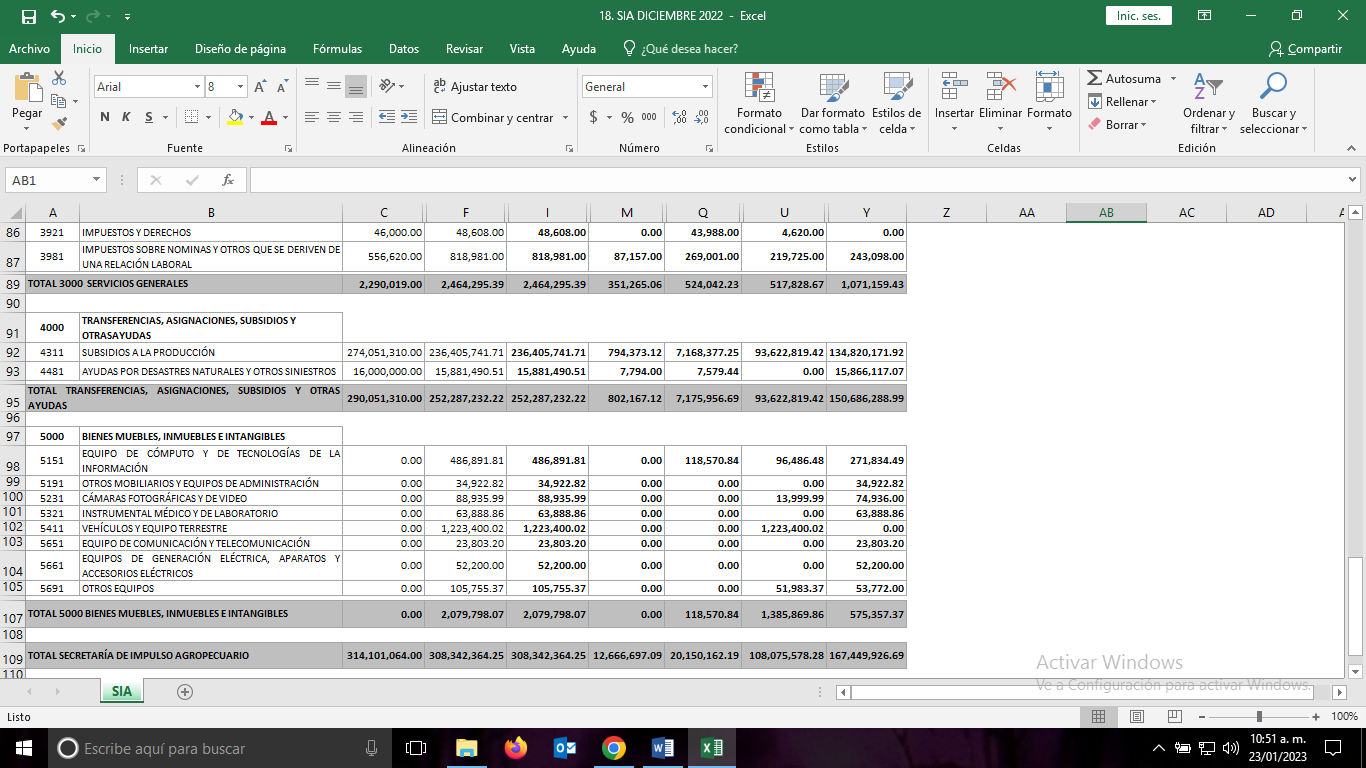 18. SIA DICIEMBRE 2022 - Excel
Inic. ses.
Archivo Inicio Insertar Diseño de página Fórmulas Datos Revisar Vista Ayuda ¿Qué desea hacer? Compartir
Pegar
Arial 8 A A
N K S A
ab Ajustar texto
Combinar y centrar
General
$ % 000
Formato condicional
Dar formato como tabla
Estilos de celda
Insertar Eliminar Formato
Autosuma
Rellenar
Borrar
Ordenar y filtrar
Buscar y seleccionar
Portapapeles Fuente Alineación Número Estilos Celdas Edición
AB1 fx
A B C F I M Q U Y Z AA AB AC AD
86 3921 IMPUESTOS Y DERECHOS 46,000.00 48,608.00 48,608.00 0.00 43,988.00 4,620.00 0.00
87 3981 IMPUESTOS SOBRE NOMINAS Y OTROS QUE SE DERIVEN DE UNA RELACIÓN LABORAL 556,620.00 818,981.00 818,981.00 87,157.00 269,001.00 219,725.00 243,098.00
89 TOTAL 3000 SERVICIOS GENERALES 2,290,019.00 2,464,295.39 2,464,295.39 351,265.06 524,042.23 517,828.67 1,071,159.43
90
91 4000 TRANSFERENCIAS, ASIGNACIONES, SUBSIDIOS Y OTRASAYUDAS
92 4311 SUBSIDIOS A LA PRODUCCIÓN 274,051,310.00 236,405,741.71 236,405,741.71 794,373.12 7,168,377.25 93,622,819.42 134,820,171.92
93 4481 AYUDAS POR DESASTRES NATURALES Y OTROS SINIESTROS 16,000,000.00 15,881,490.51 15,881,490.51 7,794.00 7,579.44 0.00 15,866,117.07
95 TOTAL TRANSFERENCIAS, ASIGNACIONES, SUBSIDIOS Y OTRAS AYUDAS 290,051,310.00 252,287,232.22 252,287,232.22 802,167.12 7,175,956.69 93,622,819.42 150,686,288.99
96
97 5000 BIENES MUEBLES, INMUEBLES E INTANGIBLES
98 5151 EQUIPO DE CÓMPUTO Y DE TECNOLOGÍAS DE LA INFORMACIÓN 0.00 486,891.81 486,891.81 0.00 118,570.84 96,486.48 271,834.49
99 5191 OTROS MOBILIARIOS Y EQUIPOS DE ADMINISTRACIÓN 0.00 34,922.82 34,922.82 0.00 0.00 0.00 34,922.82
100 5231 CÁMARAS FOTOGRÁFICAS Y DE VIDEO 0.00 88,935.99 88,935.99 0.00 0.00 13,999.99 74,936.00
101 5321 INSTRUMENTAL MÉDICO Y DE LABORATORIO 0.00 63,888.86 63,888.86 0.00 0.00 0.00 63,888.86
102 5411 VEHÍCULOS Y EQUIPO TERRESTRE 0.00 1,223,400.02 1,223,400.02 0.00 0.00 1,223,400.02 0.00
103 5651 EQUIPO DE COMUNICACIÓN Y TELECOMUNICACIÓN 0.00 23,803.20 23,803.20 0.00 0.00 0.00 23,803.20
104 5661 EQUIPOS DE GENERACIÓN ELÉCTRICA, APARATOS Y ACCESORIOS ELÉCTRICOS 0.00 52,200.00 52,200.00 0.00 0.00 0.00 52,200.00
105 5691 OTROS EQUIPOS 0.00 105,755.37 105,755.37 0.00 0.00 51,983.37 53,772.00
107 TOTAL 5000 BIENES MUEBLES, INMUEBLES E INTANGIBLES 0.00 2,079,798.07 2,079,798.07 0.00 118,570.84 1,385,869.86 575,357.37
108
109 TOTAL SECRETARÍA DE IMPULSO AGROPECUARIO 314,101,064.00 308,342,364.25 308,342,364.25 12,666,697.09 20,150,162.19 108,075,578.28 167,449,926.69
110
Activar Windows
Ve a Configuración para activar Windows.
SIA
Listo 100%
Escribe aquí para buscar
10:51 a. m.
23/01/2023